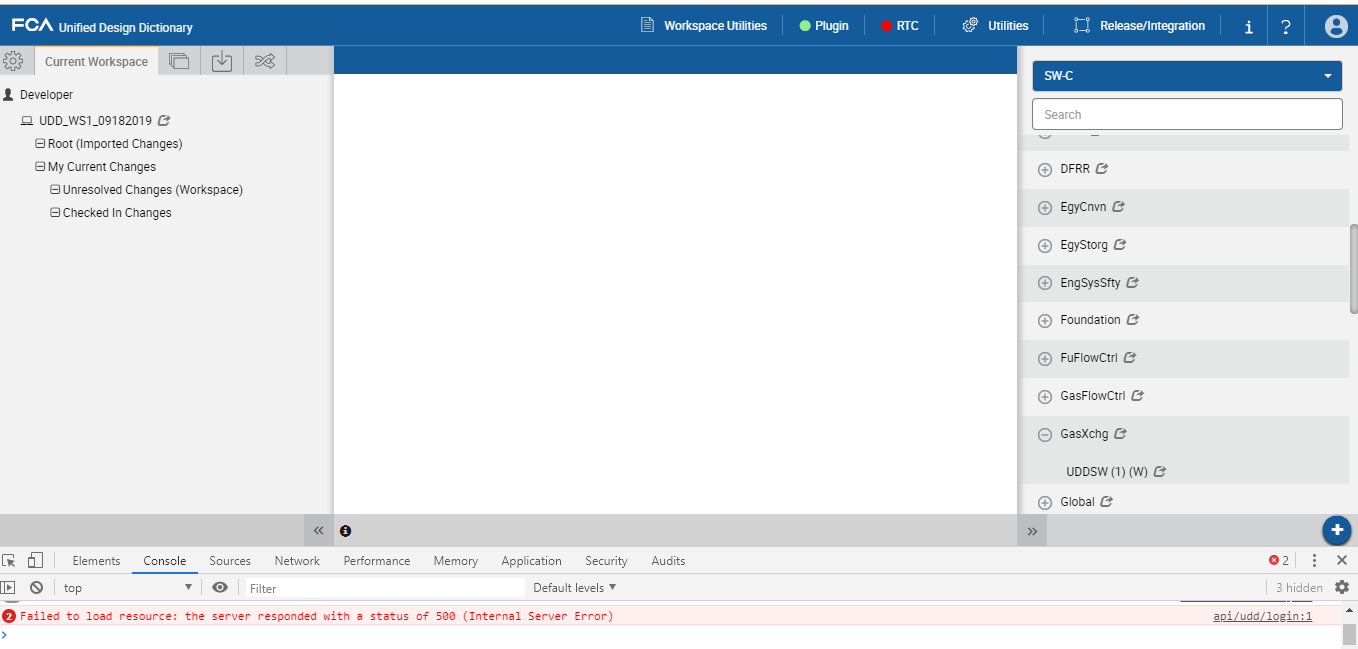 FCA Unified Design Dictionary
Workspace Utilities
Plugin
RTC
Utilities
Release/Integration
i
?
Current Workspace
Developer
UDD_WS1_09182019
Root (Imported Changes)
My Current Changes
Unresolved Changes (Workspace)
Checked In Changes
SW-C
Search
DFRR
EgyCnvn
EgyStorg
EngSysSfty
Foundation
FuFlowCtrl
GasFlowCtrl
GasXchg
UDDSW (1) (W)
Global
Elements
Console
Sources
Network
Performance
Memory
Application
Security
Audits
2
top
Filter
Default levels
3 hidden
2 Failed to load resource: the server responded with a status of 500 (Internal Server Error)
api/udd/login:1